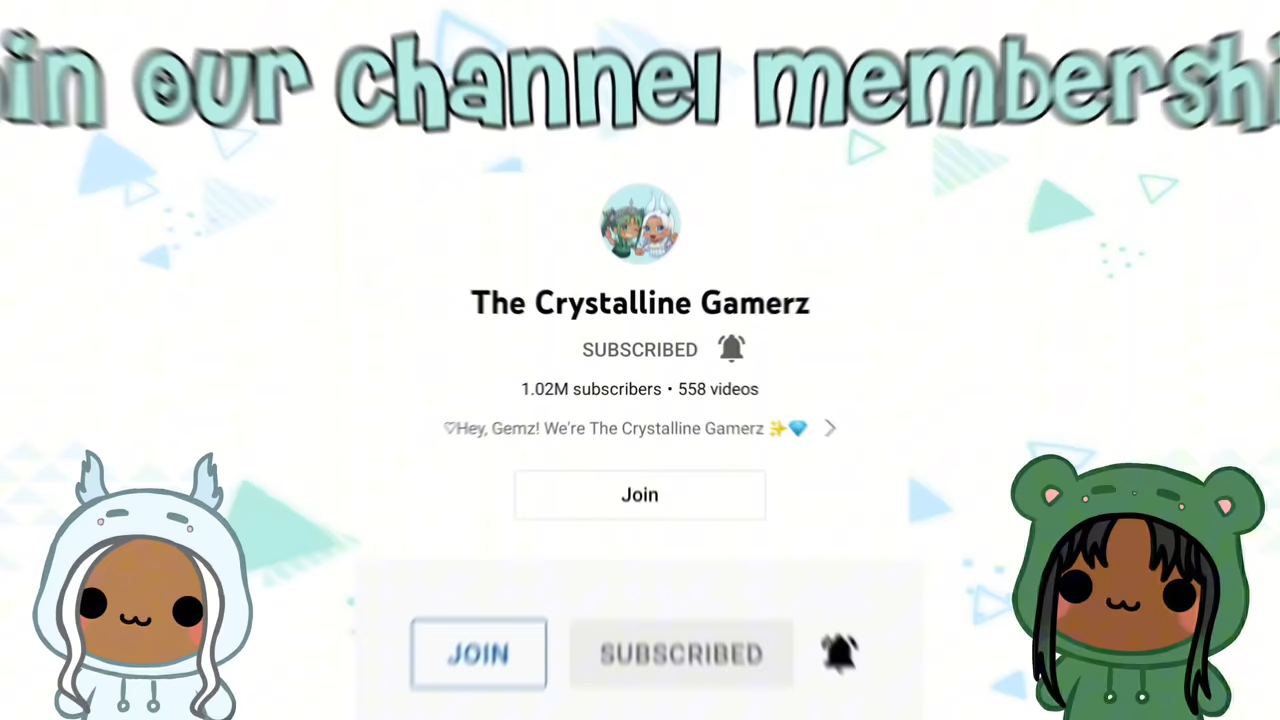 in our channel membershi
The Crystalline Gamerz
SUBSCRIBED
1.02M subscribers • 558 videos
♡Hey, Gemz! We're The Crystalline Gamerz ✨💎
Join
JOIN SUBSCRIBED